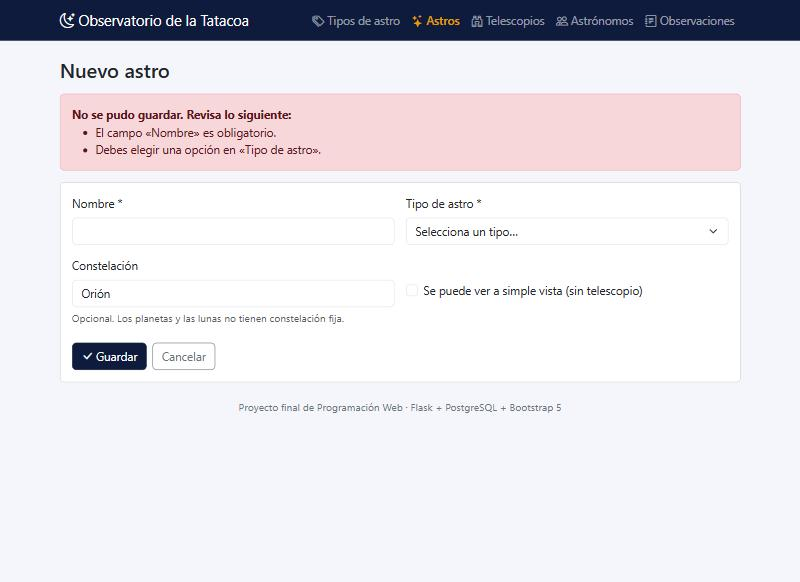 Observatorio de la Tatacoa
Tipos de astro
Astros
Telescopios
Astrónomos
Observaciones
Nuevo astro
No se pudo guardar. Revisa lo siguiente:
• El campo «Nombre» es obligatorio.
• Debes elegir una opción en «Tipo de astro».
Nombre *
Tipo de astro *
Selecciona un tipo...
Constelación
Orión
Se puede ver a simple vista (sin telescopio)
Opcional. Los planetas y las lunas no tienen constelación fija.
Guardar
Cancelar
Proyecto final de Programación Web · Flask + PostgreSQL + Bootstrap 5